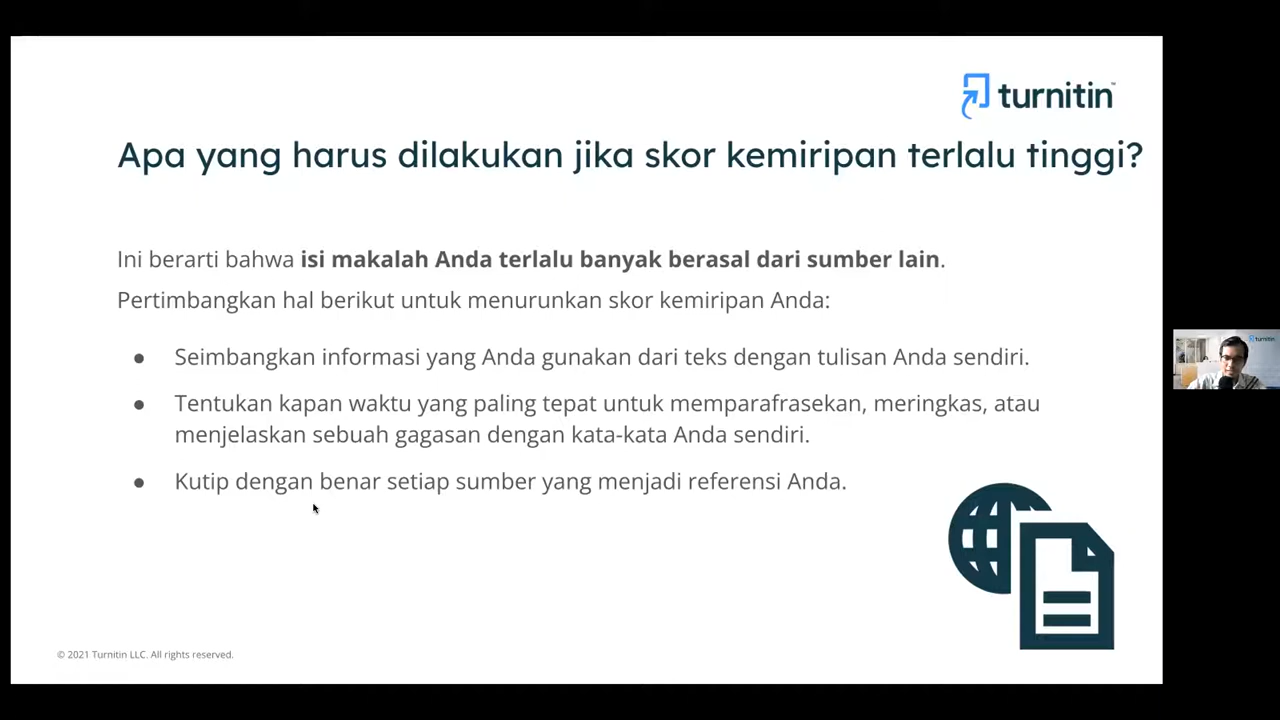 turnitin™
Apa yang harus dilakukan jika skor kemiripan terlalu tinggi?
Ini berarti bahwa isi makalah Anda terlalu banyak berasal dari sumber lain.
Pertimbangkan hal berikut untuk menurunkan skor kemiripan Anda:
● Seimbangkan informasi yang Anda gunakan dari teks dengan tulisan Anda sendiri.
● Tentukan kapan waktu yang paling tepat untuk memparafrasekan, meringkas, atau
menjelaskan sebuah gagasan dengan kata-kata Anda sendiri.
● Kutip dengan benar setiap sumber yang menjadi referensi Anda.
© 2021 Turnitin LLC. All rights reserved.
turnitin